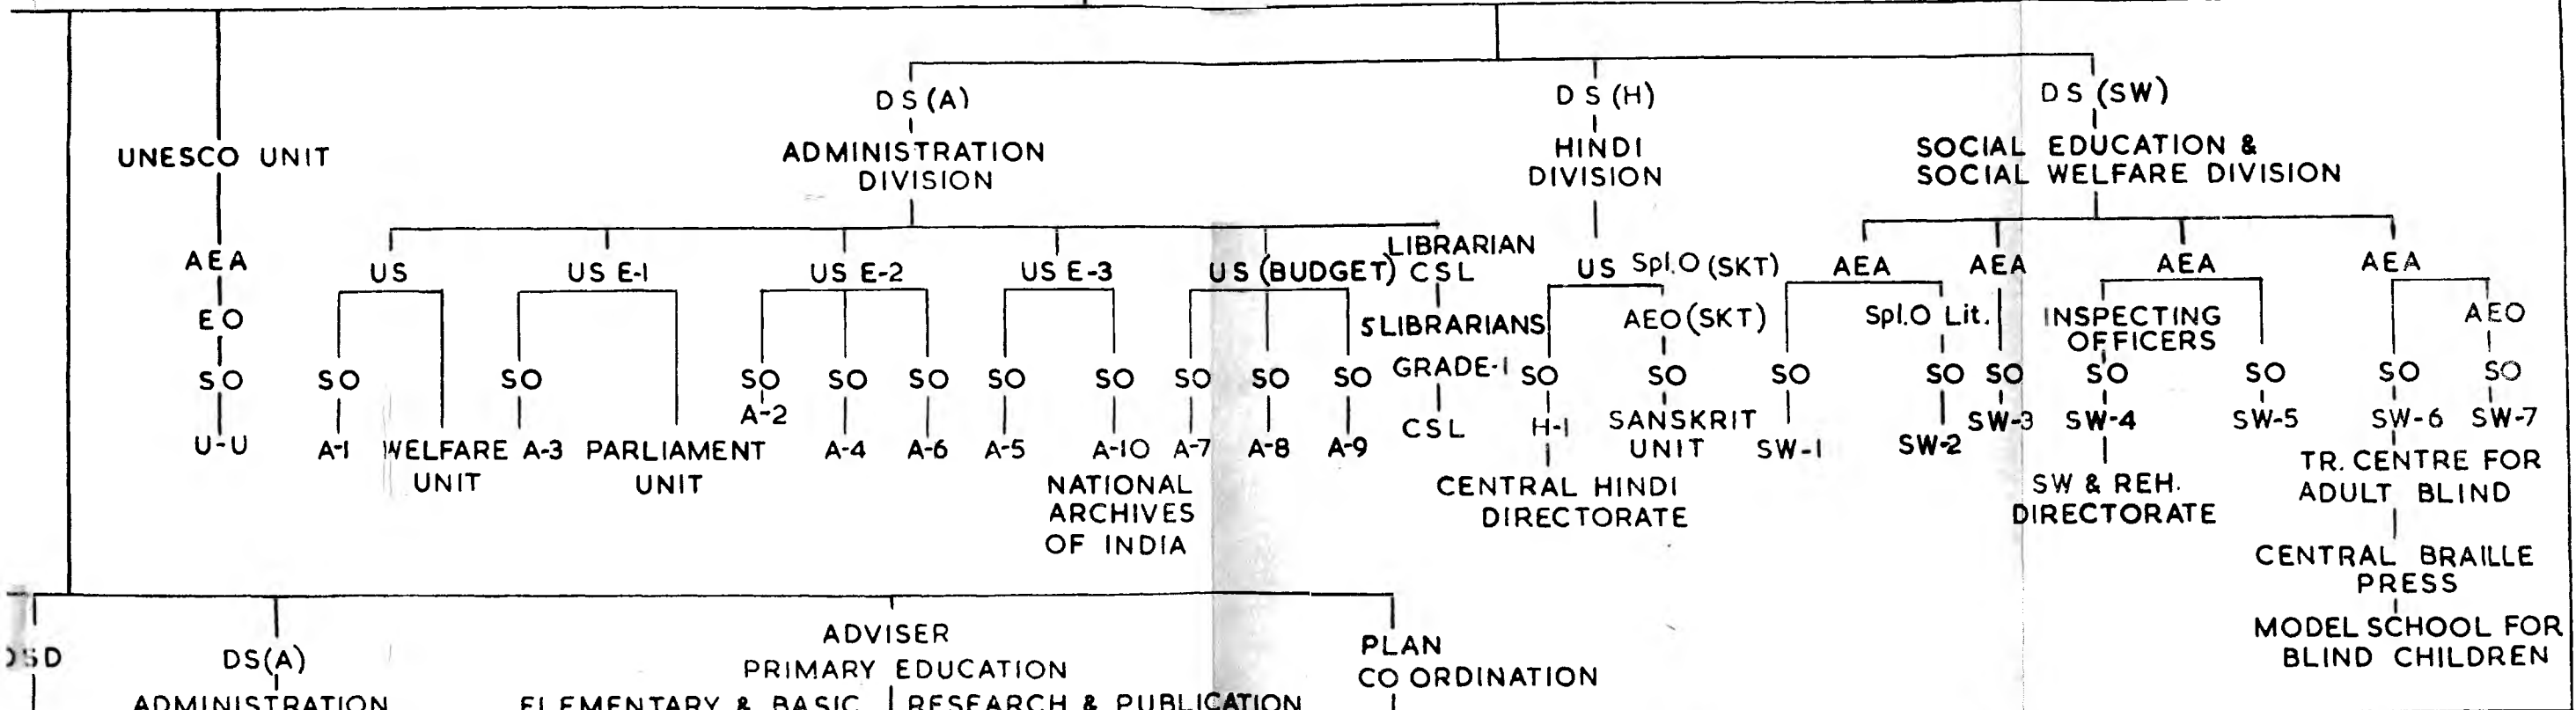 DS (A)
DS (H)
DS (SW)
UNESCO UNIT
ADMINISTRATION
DIVISION
HINDI
DIVISION
SOCIAL EDUCATION &
SOCIAL WELFARE DIVISION
AEA
EO
SO
U-U
US
US E-1
US E-2
US E-3
US (BUDGET)
LIBRARIAN
CSL
US
Spl.O (SKT)
AEA
AEA
AEA
AEA
5 LIBRARIANS
GRADE-1
AEO (SKT)
Spl.O Lit.
INSPECTING
OFFICERS
AEO
SO SO SO SO SO SO SO SO SO SO SO SO SO SO SO SO SO SO SO
A-1
WELFARE
UNIT
A-3
PARLIAMENT
UNIT
A-2
A-4
A-6
A-5
A-10
NATIONAL
ARCHIVES
OF INDIA
A-7
A-8
A-9
CSL
H-1
CENTRAL HINDI
DIRECTORATE
SANSKRIT
UNIT
SW-1
SW-2
SW-3
SW-4
SW & REH.
DIRECTORATE
SW-5
SW-6
TR. CENTRE FOR
ADULT BLIND
CENTRAL BRAILLE
PRESS
MODEL SCHOOL FOR
BLIND CHILDREN
SW-7
DS(A)
ADMINISTRATION
ADVISER
PRIMARY EDUCATION
ELEMENTARY & BASIC
RESEARCH & PUBLICATION
PLAN
CO ORDINATION